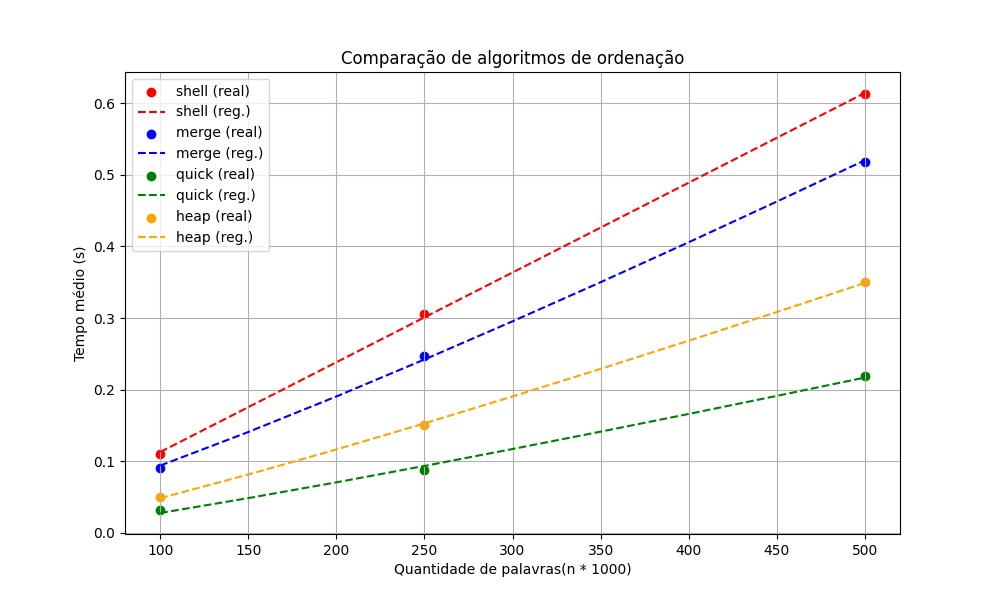 Comparação de algoritmos de ordenação
shell (real)
shell (reg.)
merge (real)
merge (reg.)
quick (real)
quick (reg.)
heap (real)
heap (reg.)
Tempo médio (s)
0.6
0.5
0.4
0.3
0.2
0.1
0.0
100 150 200 250 300 350 400 450 500
Quantidade de palavras(n * 1000)